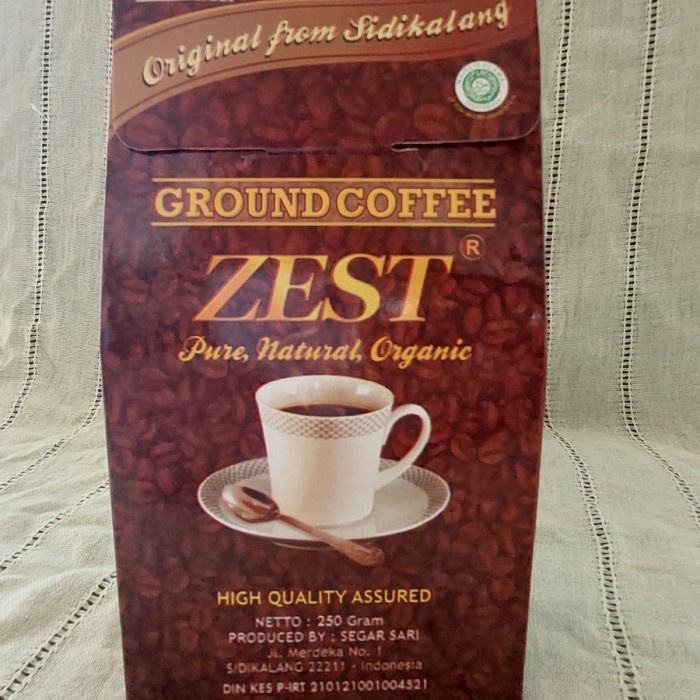 Original from Sidikalang
GROUND COFFEE
ZEST ®
Pure, Natural, Organic
HIGH QUALITY ASSURED
NETTO : 250 Gram
PRODUCED BY : SEGAR SARI
Jl. Merdeka No. 1
SIDIKALANG 22211 - Indonesia
DIN KES P-IRT 210121001004521